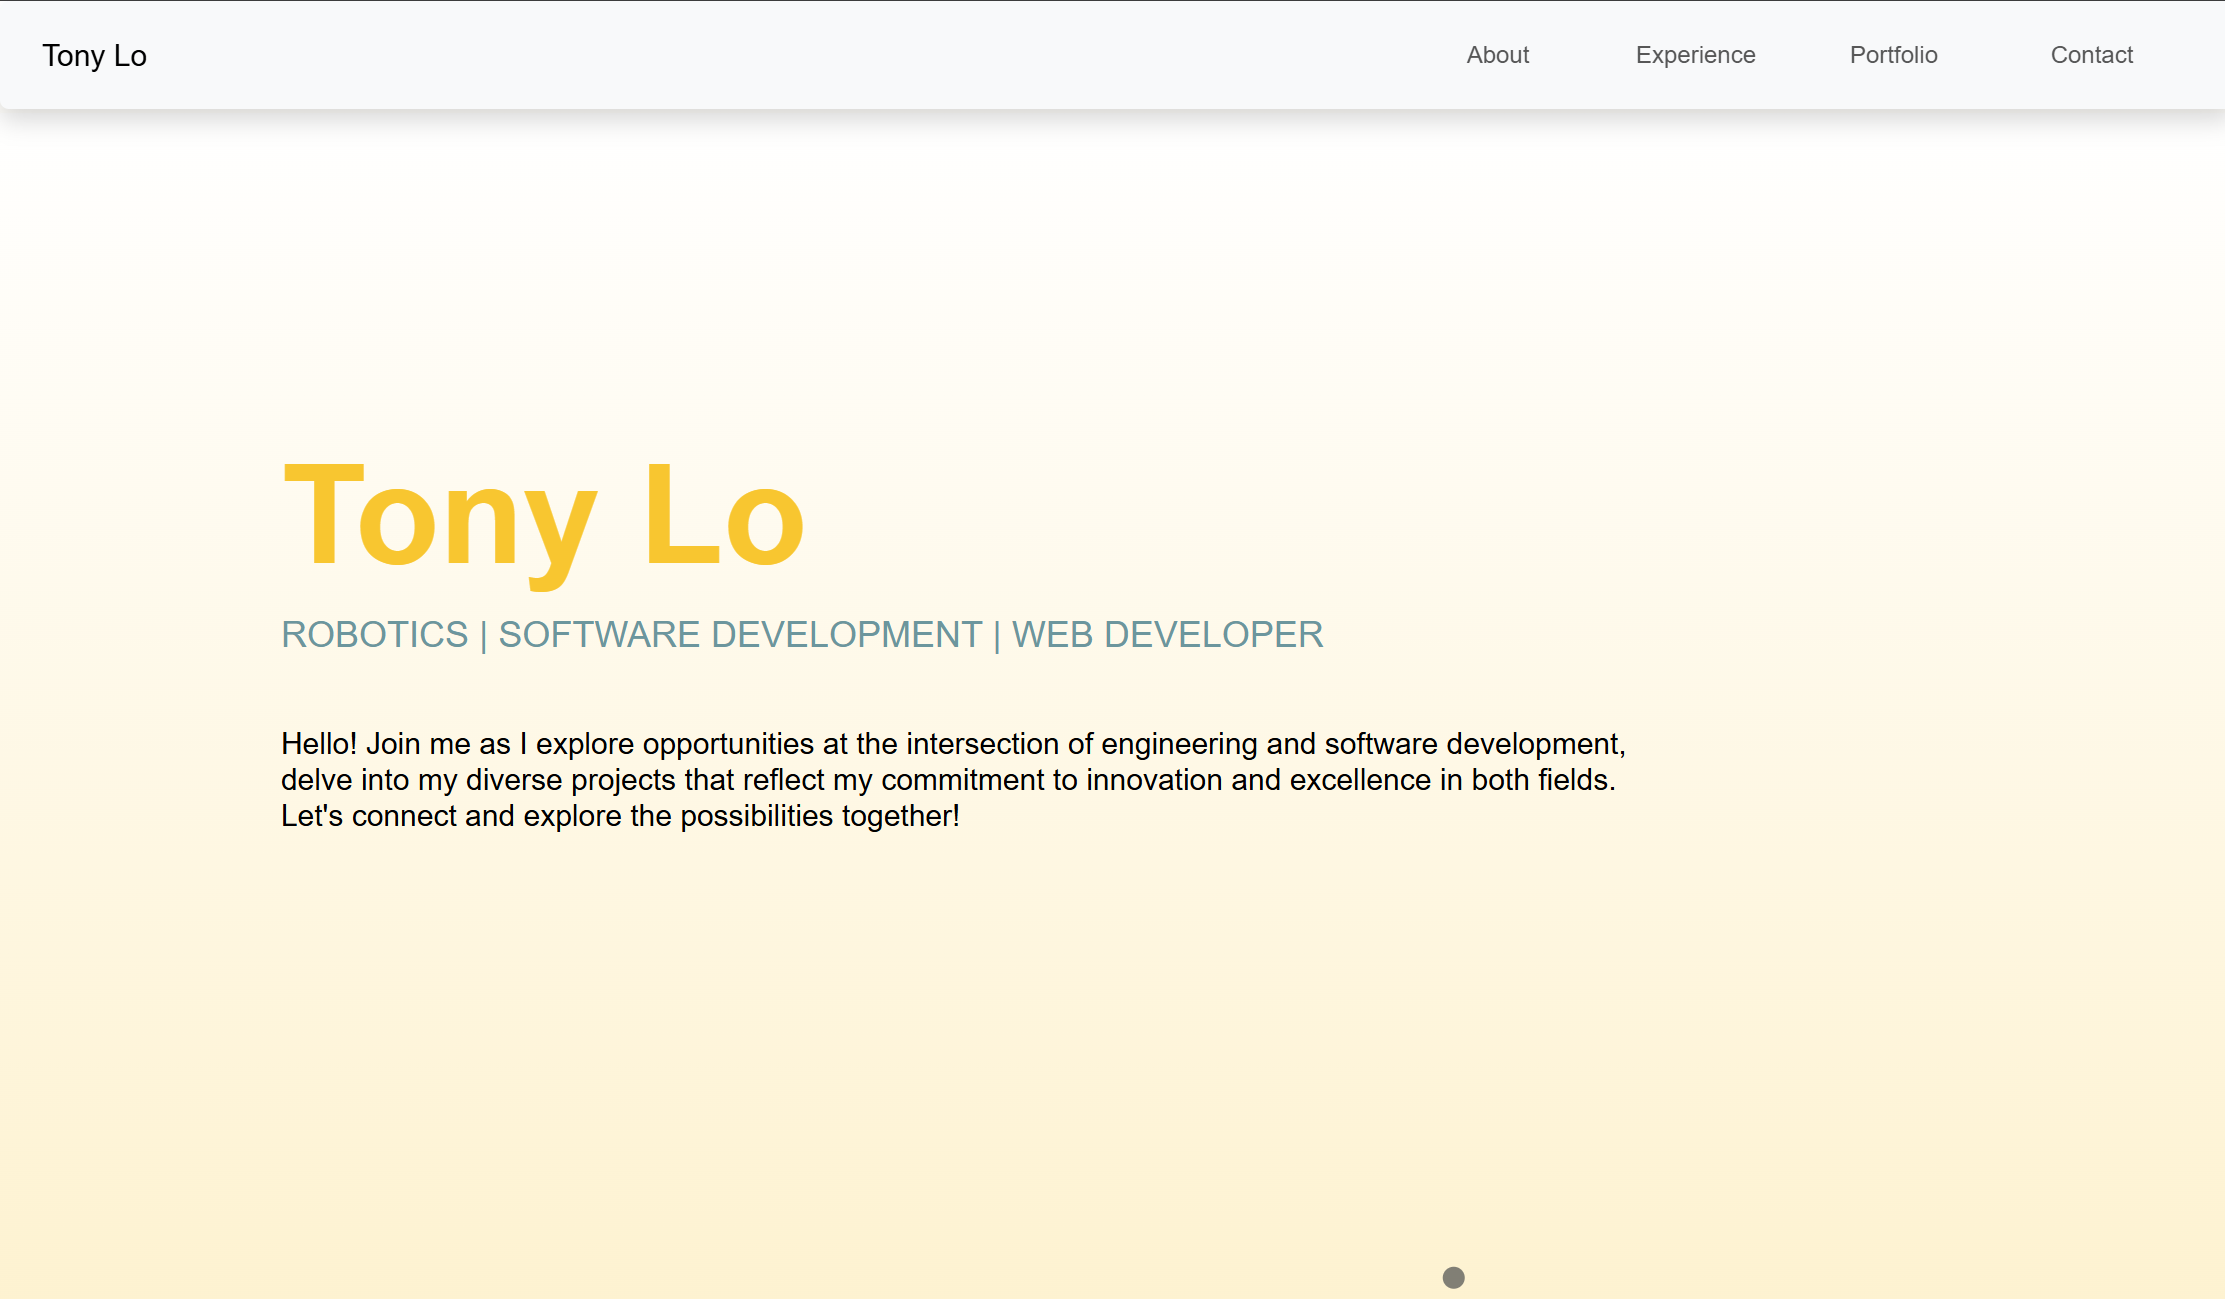 Tony Lo
About
Experience
Portfolio
Contact
Tony Lo
ROBOTICS | SOFTWARE DEVELOPMENT | WEB DEVELOPER
Hello! Join me as I explore opportunities at the intersection of engineering and software development,
delve into my diverse projects that reflect my commitment to innovation and excellence in both fields.
Let's connect and explore the possibilities together!